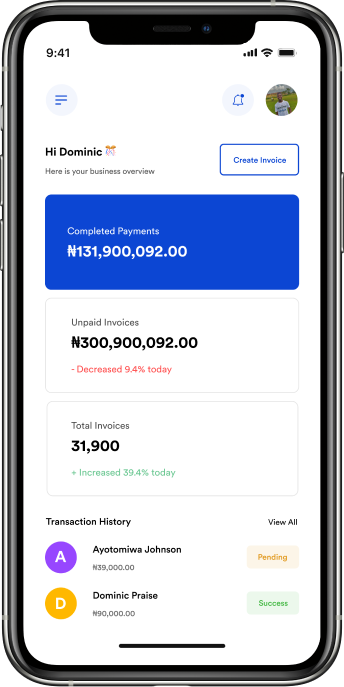 9:41
Hi Dominic
Create Invoice
Here is your business overview
Completed Payments
₦131,900,092.00
Unpaid Invoices
₦300,900,092.00
- Decreased 9.4% today
Total Invoices
31,900
+ Increased 39.4% today
Transaction History
View All
A
Ayotomiwa Johnson
₦39,000.00
Pending
D
Dominic Praise
₦90,000.00
Success